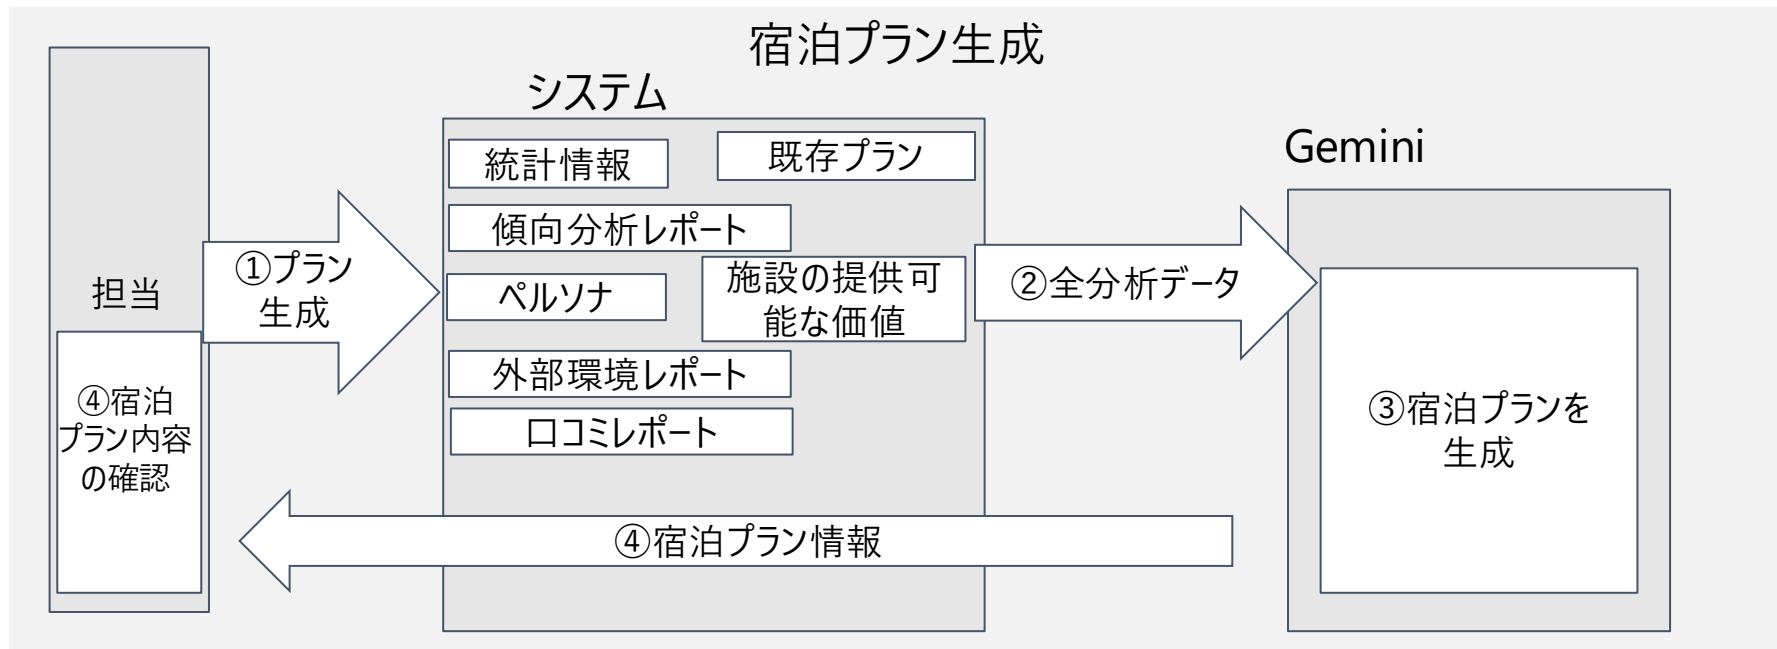 宿泊プラン生成
システム
Gemini
統計情報
既存プラン
傾向分析レポート
担当
①プラン
生成
ペルソナ
施設の提供可
能な価値
②全分析データ
外部環境レポート
口コミレポート
④宿泊
プラン内容
の確認
③宿泊プランを
生成
④宿泊プラン情報